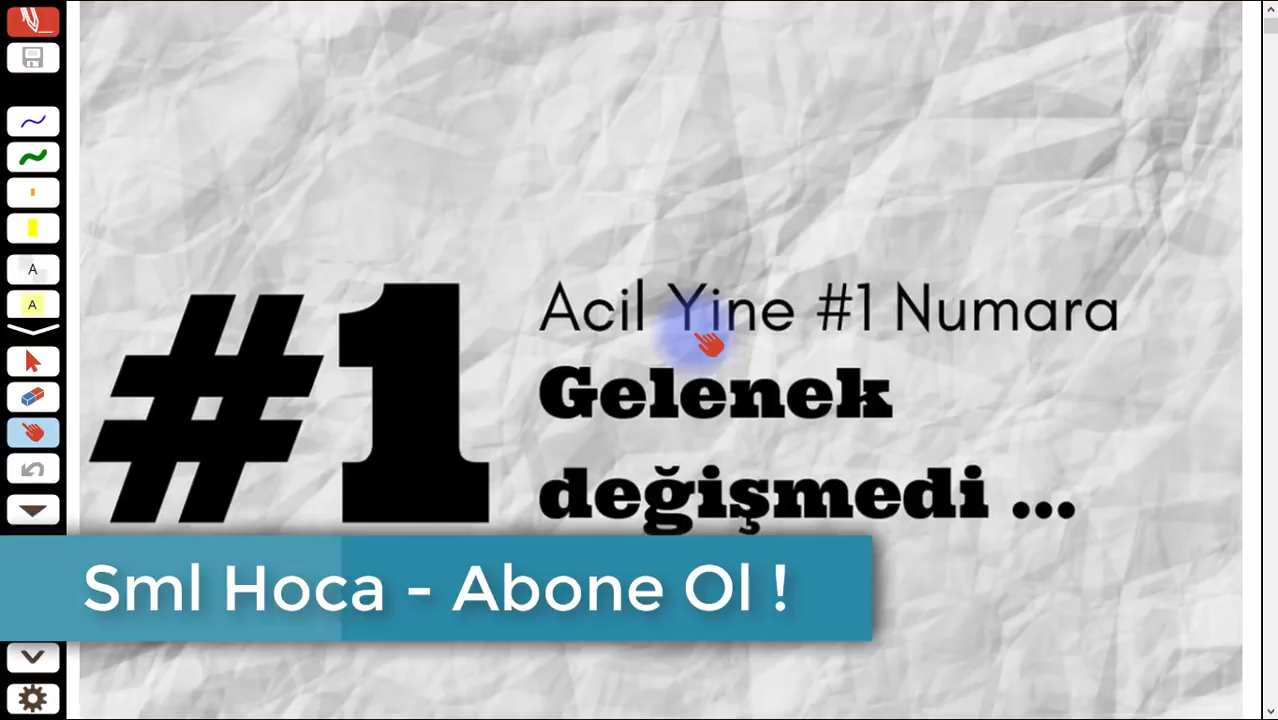 #1
Acil Yine #1 Numara
Gelenek
değişmedi ...
Sml Hoca - Abone Ol !
A
A